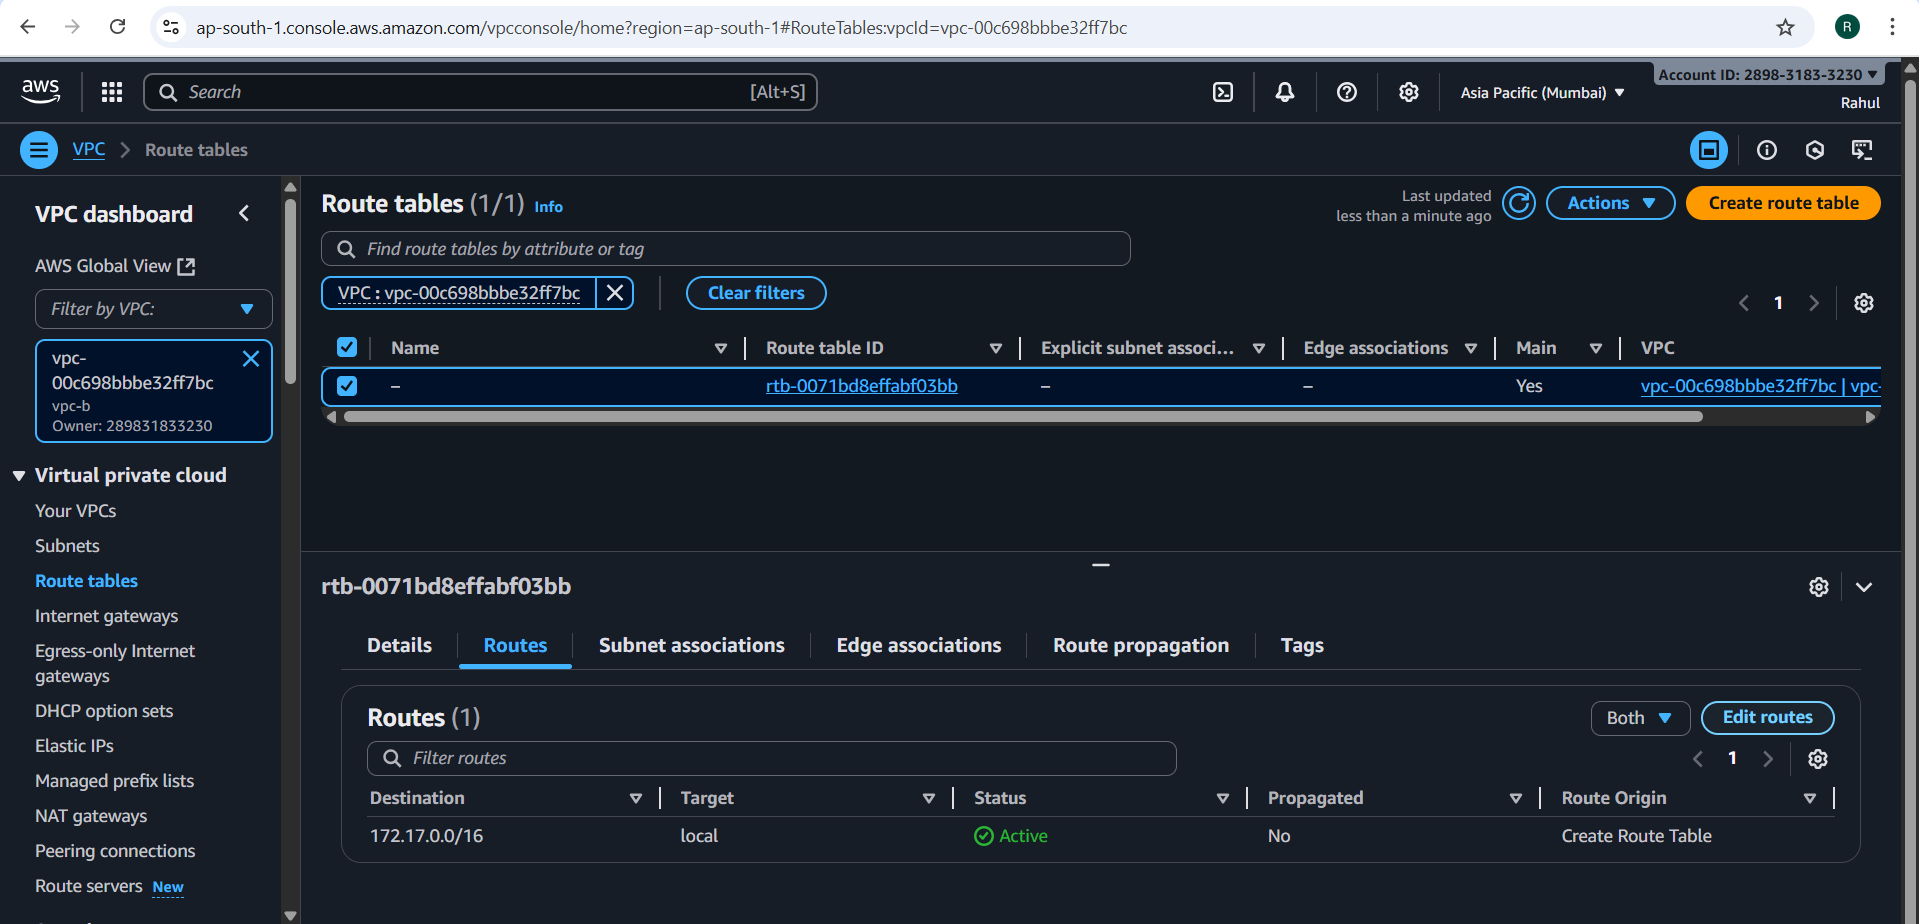 ap-south-1.console.aws.amazon.com/vpcconsole/home?region=ap-south-1#RouteTables:vpcId=vpc-00c698bbbe32ff7bc
R
aws
Search
[Alt+S]
Asia Pacific (Mumbai)
Account ID: 2898-3183-3230
Rahul
VPC
Route tables
VPC dashboard
AWS Global View
Filter by VPC:
vpc-
00c698bbbe32ff7bc
vpc-b
Owner: 289831833230
Virtual private cloud
Your VPCs
Subnets
Route tables
Internet gateways
Egress-only Internet
gateways
DHCP option sets
Elastic IPs
Managed prefix lists
NAT gateways
Peering connections
Route servers New
Route tables (1/1) Info
Last updated
less than a minute ago
Actions
Create route table
Find route tables by attribute or tag
VPC : vpc-00c698bbbe32ff7bc
Clear filters
1
Name Route table ID Explicit subnet associ... Edge associations Main VPC
– rtb-0071bd8effabf03bb – – Yes vpc-00c698bbbe32ff7bc | vpc-
rtb-0071bd8effabf03bb
Details Routes Subnet associations Edge associations Route propagation Tags
Routes (1)
Both
Edit routes
Filter routes
1
Destination Target Status Propagated Route Origin
172.17.0.0/16 local Active No Create Route Table